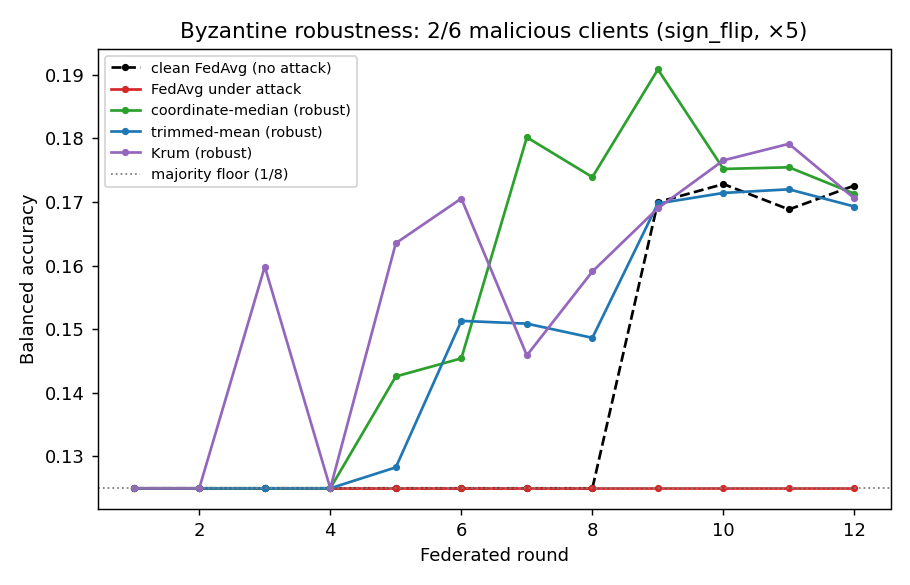 Byzantine robustness: 2/6 malicious clients (sign_flip, ×5)
clean FedAvg (no attack)
FedAvg under attack
coordinate-median (robust)
trimmed-mean (robust)
Krum (robust)
majority floor (1/8)
Balanced accuracy
0.19
0.18
0.17
0.16
0.15
0.14
0.13
2
4
6
8
10
12
Federated round